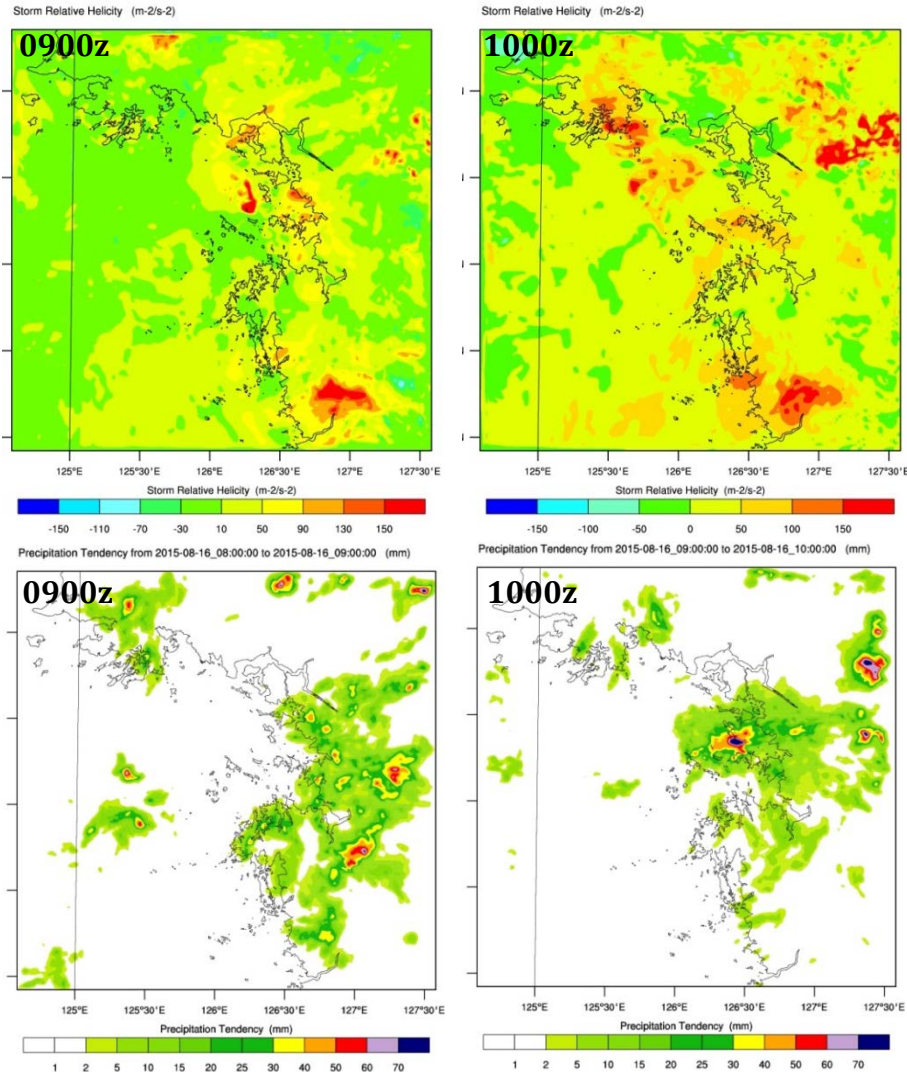 Storm Relative Helicity (m-2/s-2)
0900z
125°E 125°30'E 126°E 126°30'E 127°E 127°30'E
Storm Relative Helicity (m-2/s-2)
-150 -110 -70 -30 10 50 90 130 150
Storm Relative Helicity (m-2/s-2)
1000z
125°E 125°30'E 126°E 126°30'E 127°E 127°30'E
Storm Relative Helicity (m-2/s-2)
-150 -100 -50 0 50 100 150
Precipitation Tendency from 2015-08-16_08:00:00 to 2015-08-16_09:00:00 (mm)
0900z
125°E 125°30'E 126°E 126°30'E 127°E 127°30'E
Precipitation Tendency (mm)
1 2 5 10 15 20 25 30 40 50 60 70
Precipitation Tendency from 2015-08-16_09:00:00 to 2015-08-16_10:00:00 (mm)
1000z
125°E 125°30'E 126°E 126°30'E 127°E 127°30'E
Precipitation Tendency (mm)
1 2 5 10 15 20 25 30 40 50 60 70